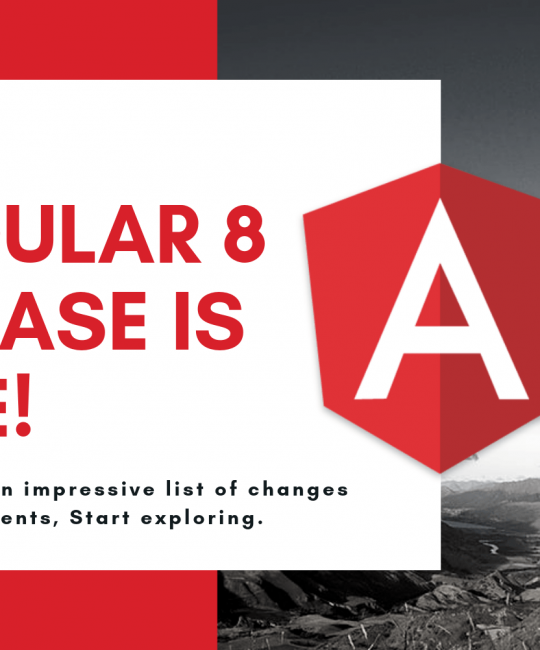 ULAR 8
ASE IS
E!
n impressive list of changes
ents, Start exploring.
A